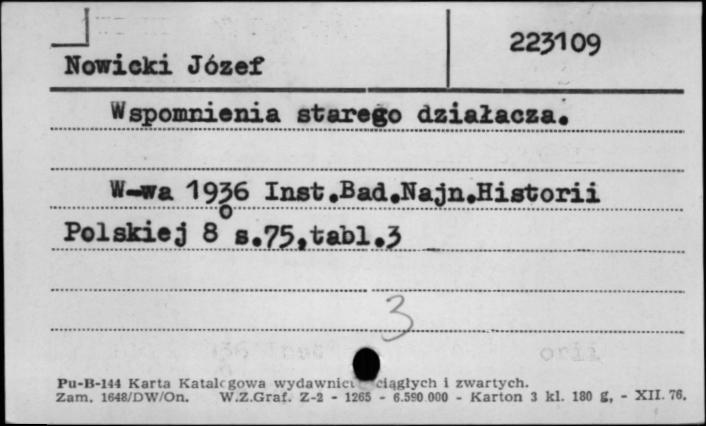 223109
Nowicki Józef
Wspomnienia starego działacza.
W-wa 1936 Inst.Bad.Najn.Historii
Polskiej 8° s.75,tabl.3
3
Pu-B-144 Karta Katalogowa wydawnictw ciągłych i zwartych.
Zam. 1648/DW/On. W.Z.Graf. Z-2 - 1265 - 6.590 000 - Karton 3 kl. 180 g, - XII. 76.